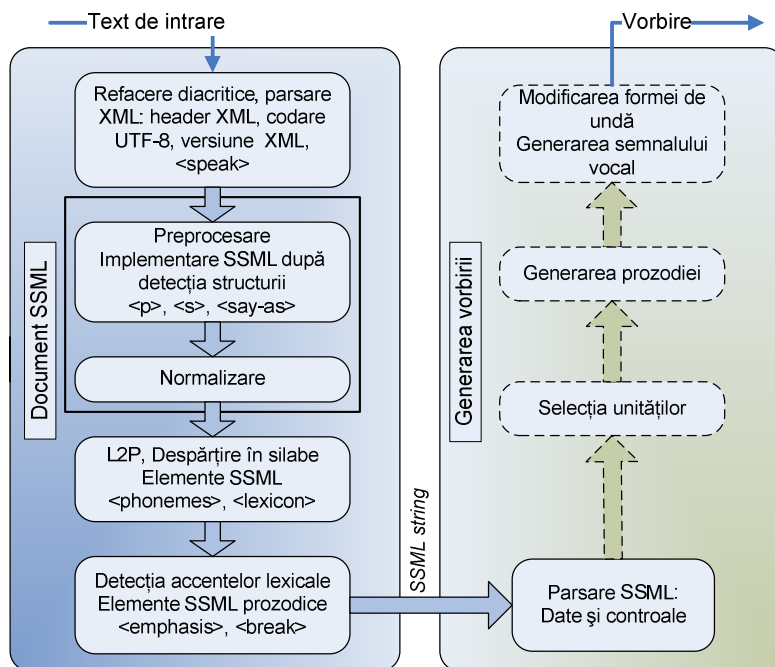 Text de intrare
Vorbire
Refacere diacritice, parsare
XML: header XML, codare
UTF-8, versiune XML,
<speak>
Document SSML
Preprocesare
Implementare SSML după
detecția structurii
<p>, <s>, <say-as>
Normalizare
L2P, Despărțire în silabe
Elemente SSML
<phonemes>, <lexicon>
Detecția accentelor lexicale
Elemente SSML prozodice
<emphasis>, <break>
SSML string
Generarea vorbirii
Modificarea formei de
undă
Generarea semnalului
vocal
Generarea prozodiei
Selecția unităților
Parsare SSML:
Date şi controale